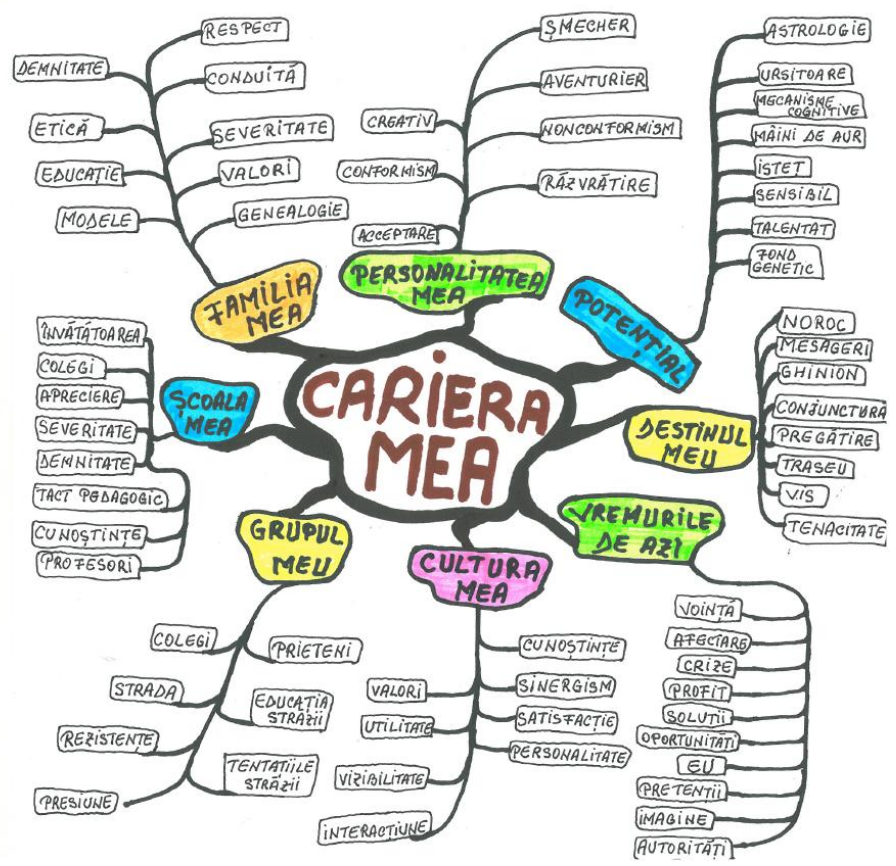 CARIERA
MEA
FAMILIA
MEA
RESPECT
DEMNITATE
CONDUITĂ
ETICĂ
SEVERITATE
EDUCAȚIE
VALORI
MODELE
GENEALOGIE
PERSONALITATEA
MEA
ȘMECHER
AVENTURIER
CREATIV
NONCONFORMISM
CONFORMISM
RĂZVRĂTIRE
ACCEPTARE
POTENȚIAL
ASTROLOGIE
URSITOARE
MECANISME
COGNITIVE
MÂINI DE AUR
ISTEȚ
SENSIBIL
TALENTAT
FOND
GENETIC
DESTINUL
MEU
NOROC
MESAGERI
GHINION
CONJUNCTURA
PREGĂTIRE
TRASEU
VIS
TENACITATE
VREMURILE
DE AZI
VOINȚĂ
AFECTARE
CRIZE
PROFIT
SOLUȚII
OPORTUNITĂȚI
EU
PRETENȚII
IMAGINE
AUTORITĂȚI
CULTURA
MEA
CUNOȘTINȚE
SINERGISM
VALORI
SATISFACȚIE
UTILITATE
PERSONALITATE
VIZIBILITATE
INTERACȚIUNE
GRUPUL
MEU
COLEGI
PRIETENI
STRADA
EDUCAȚIA
STRĂZII
REZISTENȚE
TENTAȚIILE
STRĂZII
PRESIUNE
ȘCOALA
MEA
ÎNVĂȚĂTOAREA
COLEGI
APRECIERE
SEVERITATE
DEMNITATE
TACT PEDAGOGIC
CUNOȘTINȚE
PROFESORI